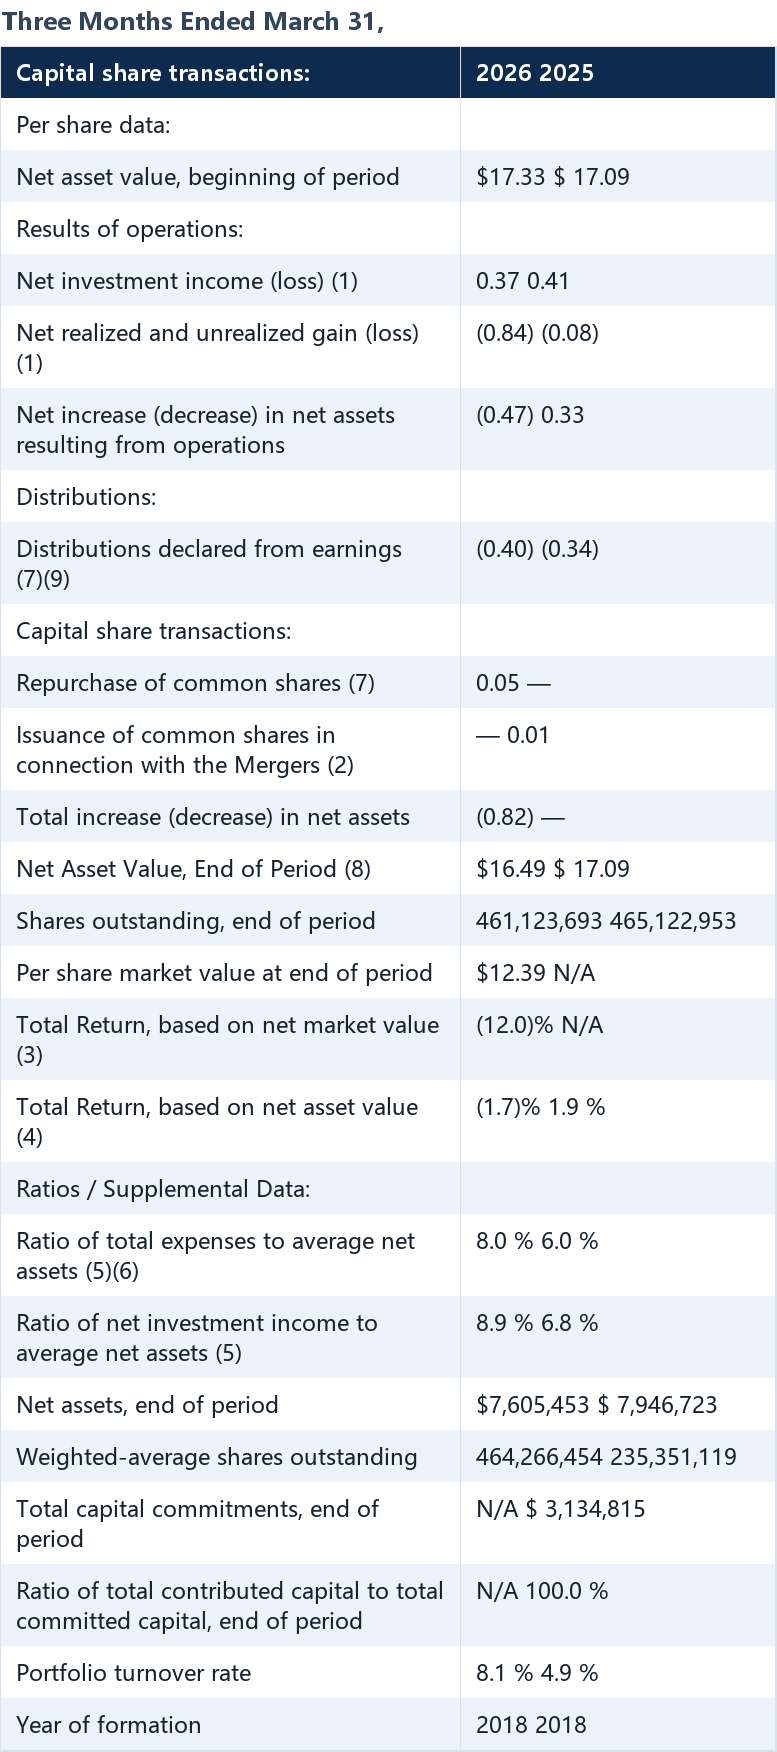 Three Months Ended March 31,
Capital share transactions: 2026 2025
Per share data:
Net asset value, beginning of period $17.33 $ 17.09
Results of operations:
Net investment income (loss) (1) 0.37 0.41
Net realized and unrealized gain (loss) (0.84) (0.08)
(1)
Net increase (decrease) in net assets (0.47) 0.33
resulting from operations
Distributions:
Distributions declared from earnings (0.40) (0.34)
(7)(9)
Capital share transactions:
Repurchase of common shares (7) 0.05 —
Issuance of common shares in — 0.01
connection with the Mergers (2)
Total increase (decrease) in net assets (0.82) —
Net Asset Value, End of Period (8) $16.49 $ 17.09
Shares outstanding, end of period 461,123,693 465,122,953
Per share market value at end of period $12.39 N/A
Total Return, based on net market value (12.0)% N/A
(3)
Total Return, based on net asset value (1.7)% 1.9 %
(4)
Ratios / Supplemental Data:
Ratio of total expenses to average net 8.0 % 6.0 %
assets (5)(6)
Ratio of net investment income to 8.9 % 6.8 %
average net assets (5)
Net assets, end of period $7,605,453 $ 7,946,723
Weighted-average shares outstanding 464,266,454 235,351,119
Total capital commitments, end of N/A $ 3,134,815
period
Ratio of total contributed capital to total N/A 100.0 %
committed capital, end of period
Portfolio turnover rate 8.1 % 4.9 %
Year of formation 2018 2018